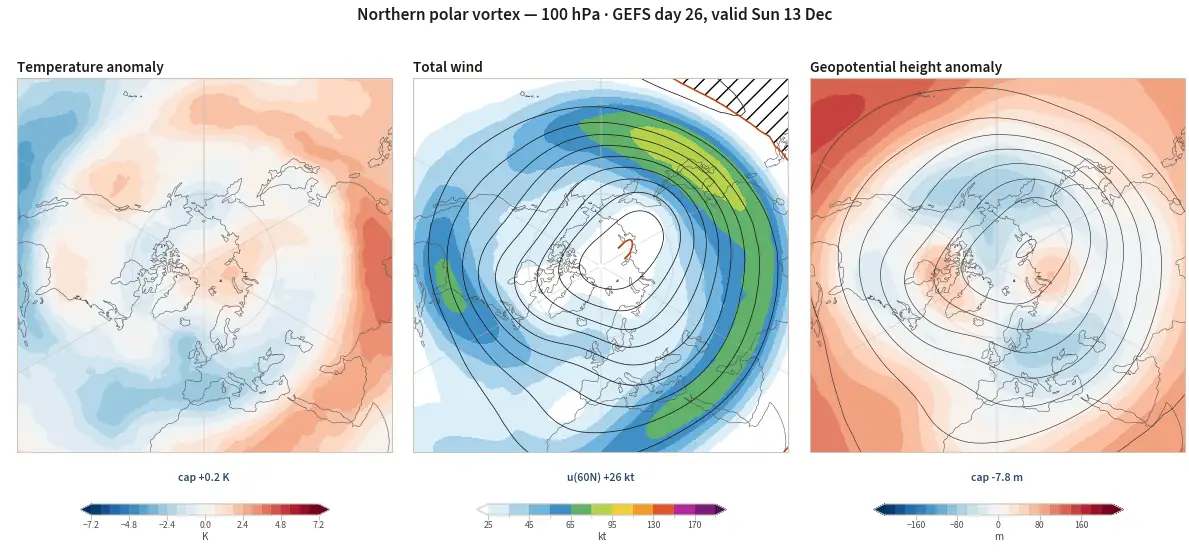 Northern polar vortex — 100 hPa · GEFS day 26, valid Sun 13 Dec
Temperature anomaly
Total wind
Geopotential height anomaly
cap +0.2 K
u(60N) +26 kt
cap -7.8 m
−7.2 −4.8 −2.4 0.0 2.4 4.8 7.2
K
25 45 65 95 130 170
kt
−160 −80 0 80 160
m